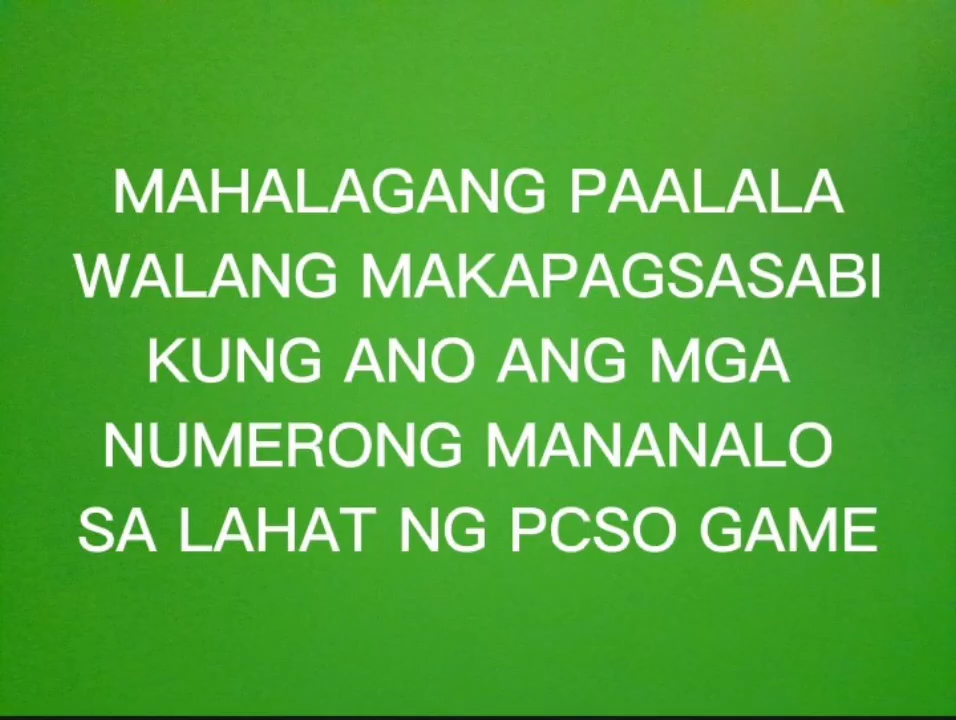 MAHALAGANG PAALALA
WALANG MAKAPAGSASABI
KUNG ANO ANG MGA
NUMERONG MANANALO
SA LAHAT NG PCSO GAME